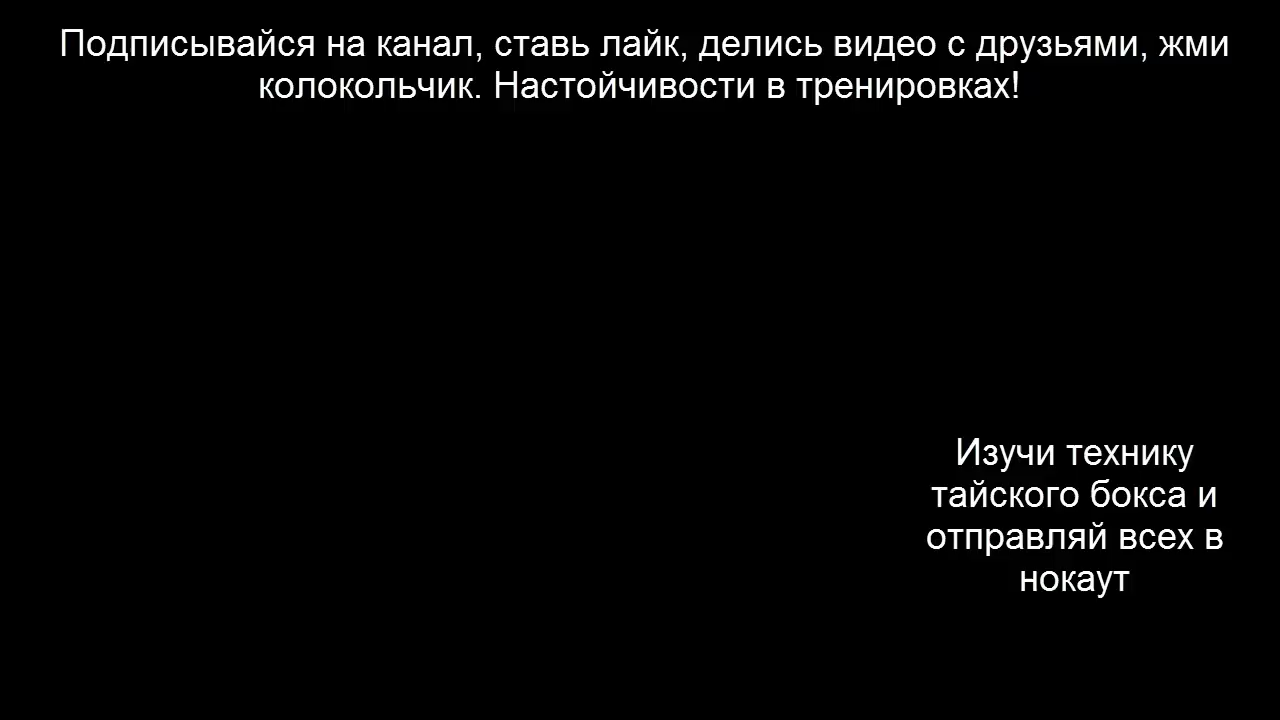 Подписывайся на канал, ставь лайк, делись видео с друзьями, жми
колокольчик. Настойчивости в тренировках!
Изучи технику
тайского бокса и
отправляй всех в
нокаут